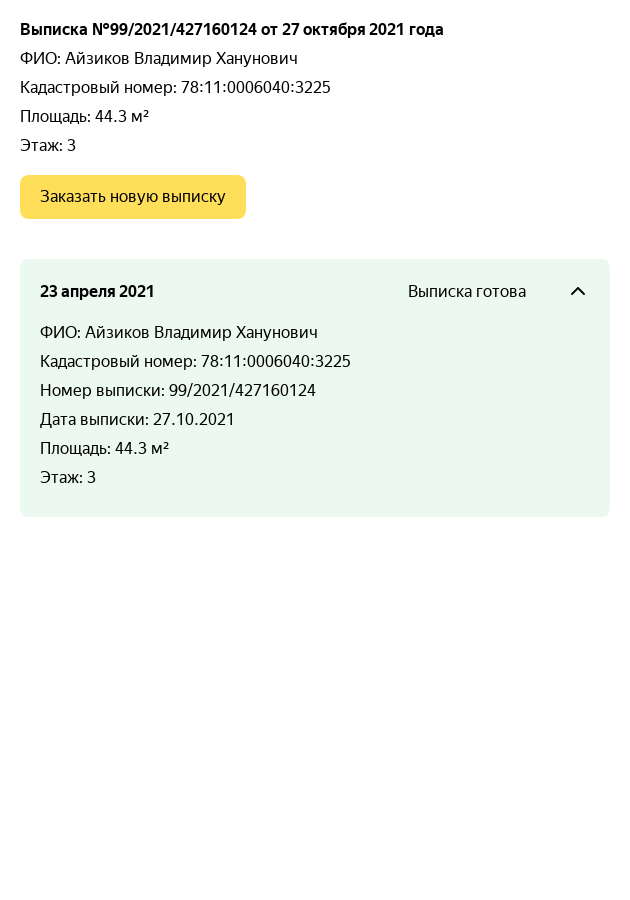 Выписка №99/2021/427160124 от 27 октября 2021 года
ФИО: Айзиков Владимир Ханунович
Кадастровый номер: 78:11:0006040:3225
Площадь: 44.3 м²
Этаж: 3
Заказать новую выписку
23 апреля 2021 Выписка готова
ФИО: Айзиков Владимир Ханунович
Кадастровый номер: 78:11:0006040:3225
Номер выписки: 99/2021/427160124
Дата выписки: 27.10.2021
Площадь: 44.3 м²
Этаж: 3